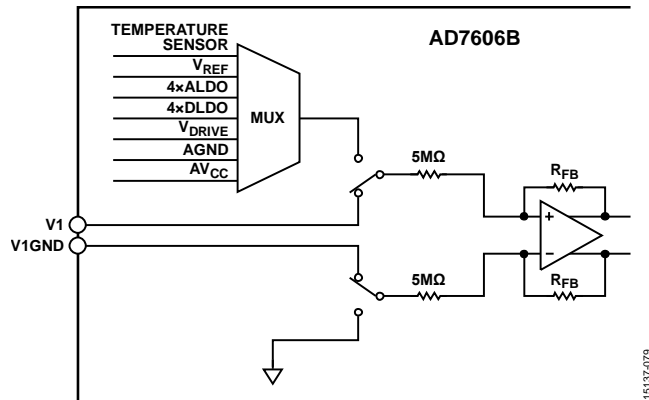 TEMPERATURE
SENSOR
AD7606B
VREF
4×ALDO
4×DLDO
VDRIVE
AGND
AVCC
MUX
5MΩ
RFB
+
V1
V1GND
−
5MΩ
RFB
15137-079